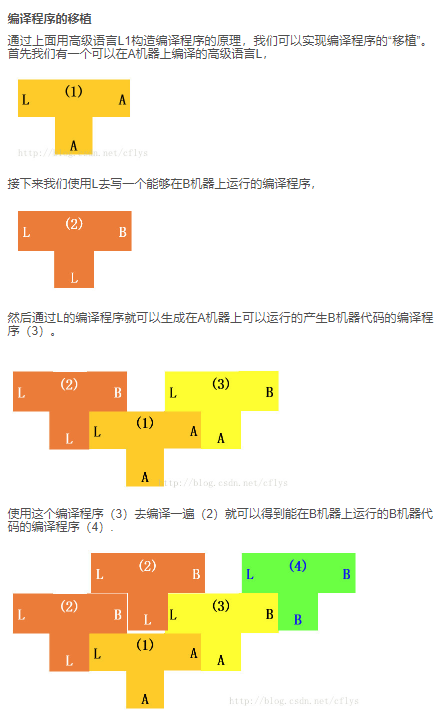 编译程序的移植
通过上面用高级语言L1构造编译程序的原理，我们可以实现编译程序的“移植”。
首先我们有一个可以在A机器上编译的高级语言L，
(1)
L A
A
http://blog.csdn.net/cflys
接下来我们使用L去写一个能够在B机器上运行的编译程序，
(2)
L B
L
然后通过L的编译程序就可以生成在A机器上可以运行的产生B机器代码的编译程
序（3）。
(2) (3)
L B L B
(1)
L L A A
A
http://blog.csdn.net/cflys
使用这个编译程序（3）去编译一遍（2）就可以得到能在B机器上运行的B机器代
码的编译程序（4）.
(2) (4)
L B L B
(2) (3)
L B L L B B
(1)
L L A A
A
http://blog.csdn.net/cflys